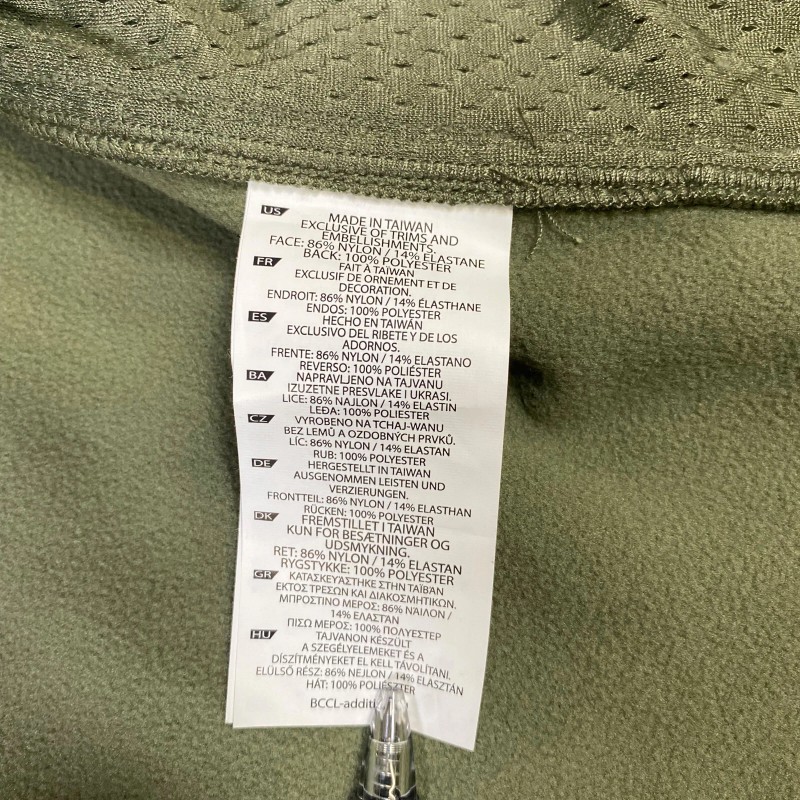 US
MADE IN TAIWAN
EXCLUSIVE OF TRIMS AND
EMBELLISHMENTS.
FACE: 86% NYLON / 14% ELASTANE
BACK: 100% POLYESTER
FR
FAIT À TAÏWAN
EXCLUSIF DE ORNEMENT ET DE
DECORATION.
ENDROIT: 86% NYLON / 14% ÉLASTHANE
ENDOS: 100% POLYESTER
ES
HECHO EN TAIWÁN
EXCLUSIVO DEL RIBETE Y DE LOS
ADORNOS.
FRENTE: 86% NYLON / 14% ELASTANO
REVERSO: 100% POLIÉSTER
BA
NAPRAVLJENO NA TAJVANU
IZUZETNE PRESVLAKE I UKRASI.
LICE: 86% NAJLON / 14% ELASTIN
LEĐA: 100% POLIESTER
CZ
VYROBENO NA TCHAJ-WANU
BEZ LEMŮ A OZDOBNÝCH PRVKŮ.
LÍC: 86% NYLON / 14% ELASTAN
RUB: 100% POLYESTER
DE
HERGESTELLT IN TAIWAN
AUSGENOMMEN LEISTEN UND
VERZIERUNGEN.
FRONTTEIL: 86% NYLON / 14% ELASTHAN
RÜCKEN: 100% POLYESTER
DK
FREMSTILLET I TAIWAN
KUN FOR BESÆTNINGER OG
UDSMYKNING.
RET: 86% NYLON / 14% ELASTAN
RYGSTYKKE: 100% POLYESTER
GR
ΚΑΤΑΣΚΕΥΆΣΤΗΚΕ ΣΤΗΝ ΤΑΪΒΆΝ
ΕΚΤΟΣ ΤΡΕΣΩΝ ΚΑΙ ΔΙΑΚΟΣΜΗΤΙΚΩΝ.
ΜΠΡΟΣΤΙΝΟ ΜΕΡΟΣ: 86% ΝΆΙΛΟΝ /
14% ΕΛΑΣΤΑΝ
ΠΙΣΩ ΜΕΡΟΣ: 100% ΠΟΛΥΕΣΤΕΡ
HU
TAJVANON KÉSZÜLT
A SZEGÉLYELEMEKET ÉS A
DÍSZÍTMÉNYEKET EL KELL TÁVOLÍTANI.
ELÜLSŐ RÉSZ: 86% NEJLON / 14% ELASZTÁN
HÁT: 100% POLIÉSZTER